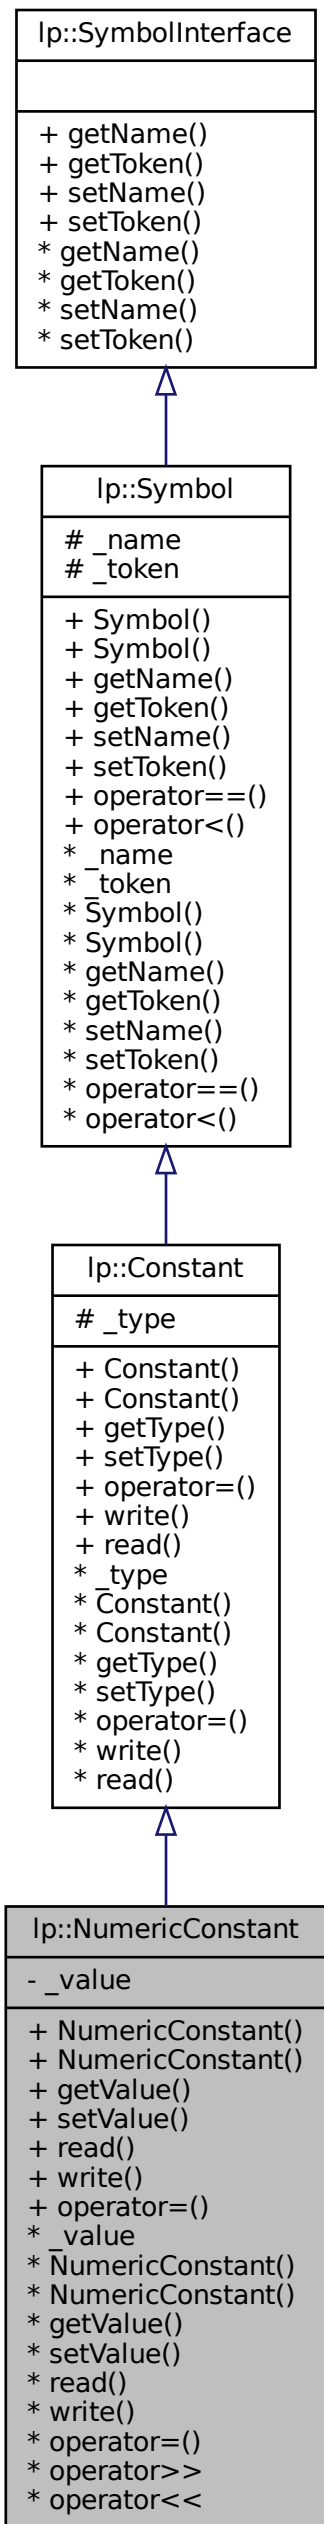 lp::SymbolInterface
+ getName()
+ getToken()
+ setName()
+ setToken()
* getName()
* getToken()
* setName()
* setToken()
lp::Symbol
# _name
# _token
+ Symbol()
+ Symbol()
+ getName()
+ getToken()
+ setName()
+ setToken()
+ operator==()
+ operator<()
* _name
* _token
* Symbol()
* Symbol()
* getName()
* getToken()
* setName()
* setToken()
* operator==()
* operator<()
lp::Constant
# _type
+ Constant()
+ Constant()
+ getType()
+ setType()
+ operator=()
+ write()
+ read()
* _type
* Constant()
* Constant()
* getType()
* setType()
* operator=()
* write()
* read()
lp::NumericConstant
- _value
+ NumericConstant()
+ NumericConstant()
+ getValue()
+ setValue()
+ read()
+ write()
+ operator=()
* _value
* NumericConstant()
* NumericConstant()
* getValue()
* setValue()
* read()
* write()
* operator=()
* operator>>
* operator<<